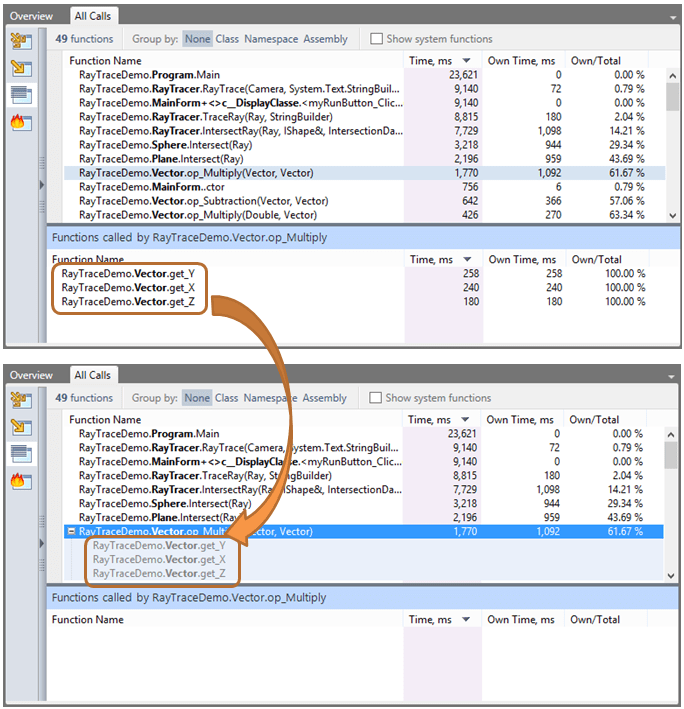 Overview All Calls
49 functions Group by: None Class Namespace Assembly Show system functions
Function Name Time, ms Own Time, ms Own/Total
RayTraceDemo.Program.Main 23,621 0 0.00 %
RayTraceDemo.RayTracer.RayTrace(Camera, System.Text.StringBuil... 9,140 72 0.79 %
RayTraceDemo.MainForm+<>c__DisplayClasse.<myRunButton_Clic... 9,140 0 0.00 %
RayTraceDemo.RayTracer.TraceRay(Ray, StringBuilder) 8,815 180 2.04 %
RayTraceDemo.RayTracer.IntersectRay(Ray, IShape&, IntersectionDa... 7,729 1,098 14.21 %
RayTraceDemo.Sphere.Intersect(Ray) 3,218 944 29.34 %
RayTraceDemo.Plane.Intersect(Ray) 2,196 959 43.69 %
RayTraceDemo.Vector.op_Multiply(Vector, Vector) 1,770 1,092 61.67 %
RayTraceDemo.MainForm..ctor 756 6 0.79 %
RayTraceDemo.Vector.op_Subtraction(Vector, Vector) 642 366 57.06 %
RayTraceDemo.Vector.op_Multiply(Double, Vector) 426 270 63.34 %
Functions called by RayTraceDemo.Vector.op_Multiply
Function Name Time, ms Own Time, ms Own/Total
RayTraceDemo.Vector.get_Y 258 258 100.00 %
RayTraceDemo.Vector.get_X 240 240 100.00 %
RayTraceDemo.Vector.get_Z 180 180 100.00 %
Overview All Calls
49 functions Group by: None Class Namespace Assembly Show system functions
Function Name Time, ms Own Time, ms Own/Total
RayTraceDemo.Program.Main 23,621 0 0.00 %
RayTraceDemo.RayTracer.RayTrace(Camera, System.Text.StringBuil... 9,140 72 0.79 %
RayTraceDemo.MainForm+<>c__DisplayClasse.<myRunButton_Clic... 9,140 0 0.00 %
RayTraceDemo.RayTracer.TraceRay(Ray, StringBuilder) 8,815 180 2.04 %
RayTraceDemo.RayTracer.IntersectRay(Ray, IShape&, IntersectionDa... 7,729 1,098 14.21 %
RayTraceDemo.Sphere.Intersect(Ray) 3,218 944 29.34 %
RayTraceDemo.Plane.Intersect(Ray) 2,196 959 43.69 %
RayTraceDemo.Vector.op_Multiply(Vector, Vector) 1,770 1,092 61.67 %
RayTraceDemo.Vector.get_Y
RayTraceDemo.Vector.get_X
RayTraceDemo.Vector.get_Z
Functions called by RayTraceDemo.Vector.op_Multiply
Function Name Time, ms Own Time, ms Own/Total